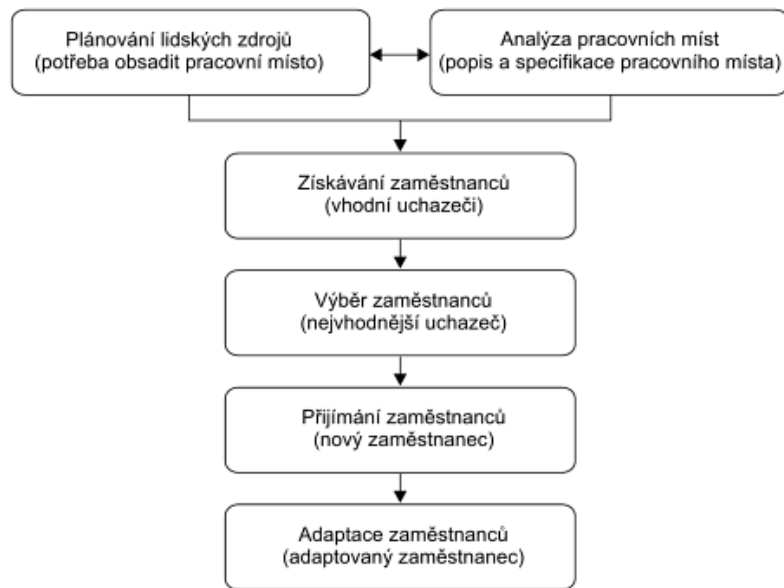 Plánování lidských zdrojů
(potřeba obsadit pracovní místo)
Analýza pracovních míst
(popis a specifikace pracovního místa)
Získávání zaměstnanců
(vhodní uchazeči)
Výběr zaměstnanců
(nejvhodnější uchazeč)
Přijímání zaměstnanců
(nový zaměstnanec)
Adaptace zaměstnanců
(adaptovaný zaměstnanec)